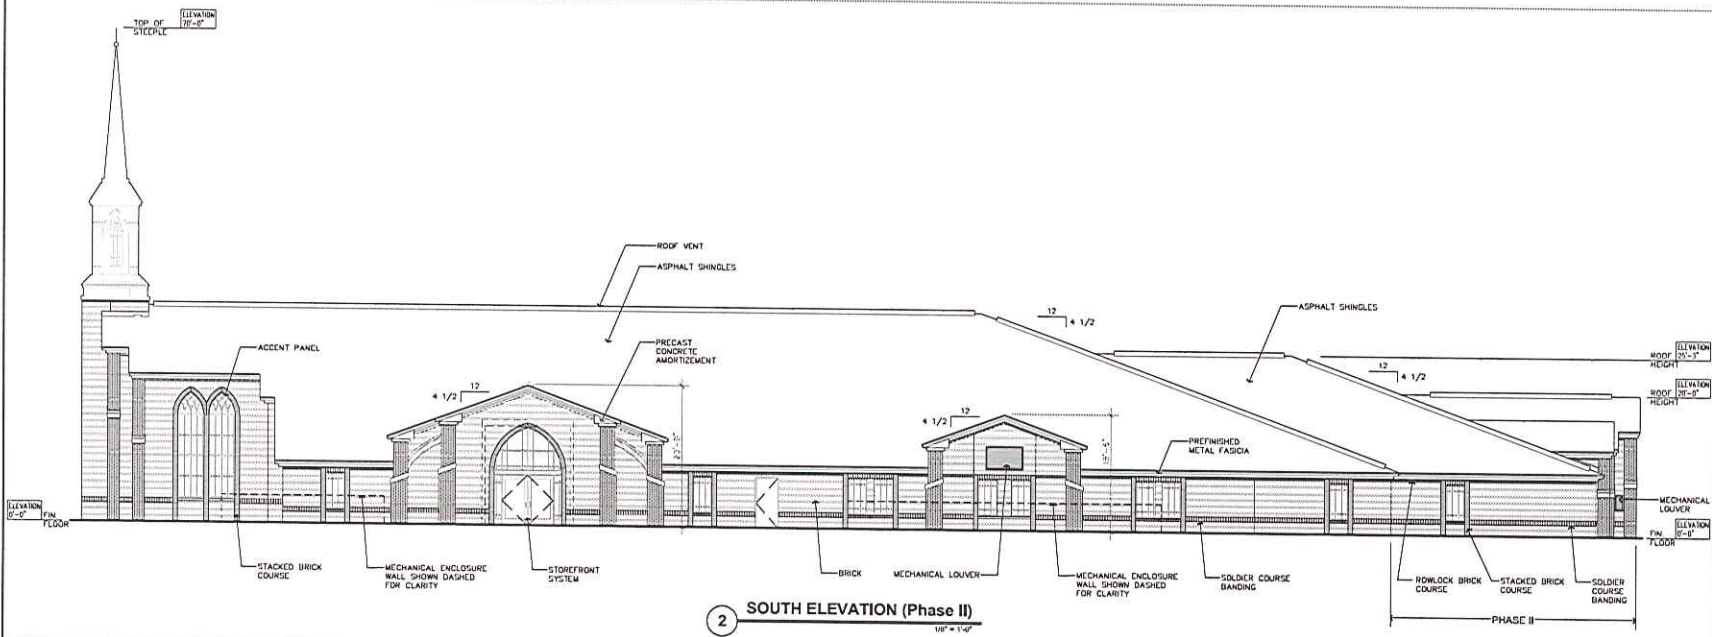 TOP OF
STEEPLE
ELEVATION
70'-0"
ROOF VENT
ASPHALT SHINGLES
ASPHALT SHINGLES
12
4 1/2
ACCENT PANEL
PRECAST
CONCRETE
AMORTIZEMENT
ROOF
HEIGHT
ELEVATION
25'-3"
12
4 1/2
12
4 1/2
ROOF
HEIGHT
ELEVATION
20'-0"
12
4 1/2
PREFINISHED
METAL FASICIA
ELEVATION
0'-0"
FIN
FLOOR
MECHANICAL
LOUVER
FIN
FLOOR
ELEVATION
0'-0"
STACKED BRICK
COURSE
MECHANICAL ENCLOSURE
WALL SHOWN DASHED
FOR CLARITY
STOREFRONT
SYSTEM
BRICK
MECHANICAL LOUVER
MECHANICAL ENCLOSURE
WALL SHOWN DASHED
FOR CLARITY
SOLDIER COURSE
BANDING
ROWLOCK BRICK
COURSE
STACKED BRICK
COURSE
SOLDIER
COURSE
BANDING
2
SOUTH ELEVATION (Phase II)
1/8" = 1'-0"
PHASE II